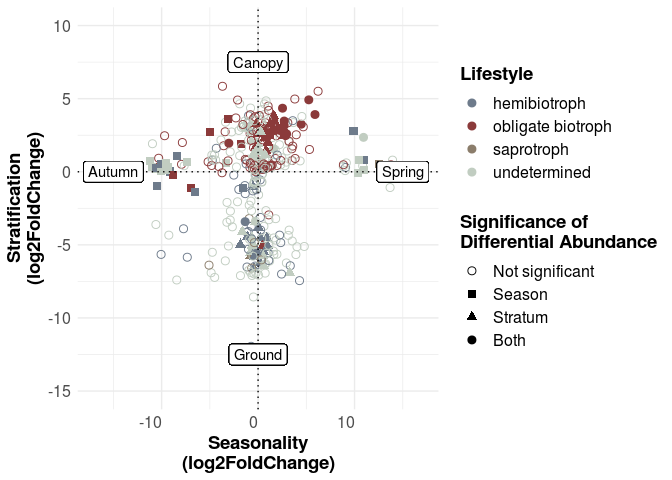 10
5
0
-5
-10
-15
-10
0
10
Stratification
(log2FoldChange)
Seasonality
(log2FoldChange)
Canopy
Autumn
Spring
Ground
Lifestyle
hemibiotroph
obligate biotroph
saprotroph
undetermined
Significance of
Differential Abundance
Not significant
Season
Stratum
Both